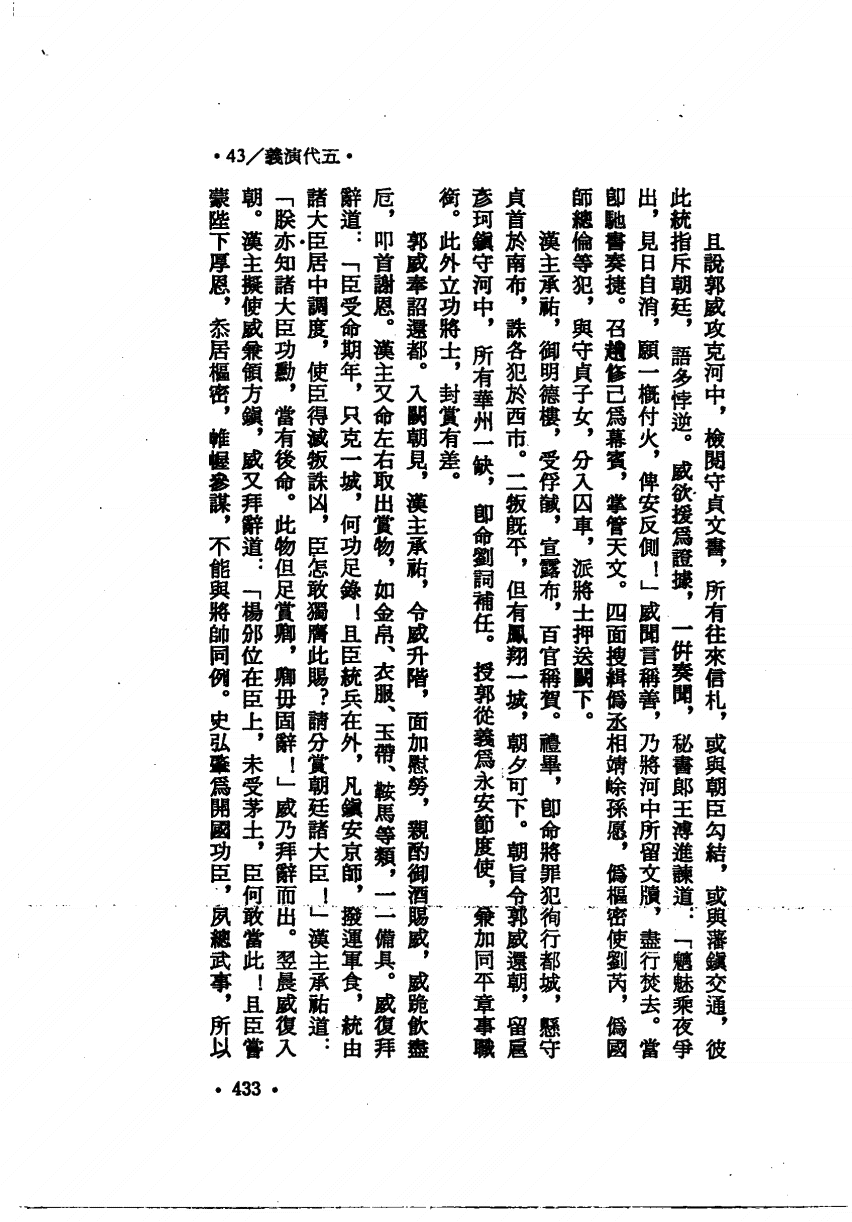 •43/義演代五•
且說郭威攻克河中，檢閱守貞文書，所有往來信札，或與朝臣勾結，或與藩鎭交通，彼
此統指斥朝廷，語多悖逆。威欲援爲證據，一併奏聞，秘書郎王溥進諫道：「魑魅乘夜爭
出，見日自消，願一概付火，俾安反側！」威聞言稱善，乃將河中所留文牘，盡行焚去。當
卽馳書奏捷。召趙修己爲幕賓，掌管天文。四面搜緝僞丞相靖崯孫愿，僞樞密使劉芮，僞國
師總倫等犯，與守貞子女，分入囚車，派將士押送闕下。
漢主承祐，御明德樓，受俘馘，宣露布，百官稱賀。禮畢，卽命將罪犯徇行都城，懸守
貞首於南布，誅各犯於西市。二叛旣平，但有鳳翔一城，朝夕可下。朝旨令郭威還朝，留扈
彥珂鎭守河中，所有華州一缺，卽命劉詞補任。授郭從義爲永安節度使，兼加同平章事職
銜。此外立功將士，封賞有差。
郭威奉詔還都。入闕朝見，漢主承祐，令威升階，面加慰勞，親酌御酒賜威，威跪飲盡
卮，叩首謝恩。漢主又命左右取出賞物，如金帛、衣服、玉帶、鞍馬等類，一一備具。威復拜
辭道：「臣受命期年，只克一城，何功足錄！且臣統兵在外，凡鎭安京師，撥運軍食，統由
諸大臣居中調度，使臣得滅叛誅凶，臣怎敢獨膺此賜？請分賞朝廷諸大臣！」漢主承祐道：
「朕亦知諸大臣功勳，當有後命。此物但足賞卿，卿毋固辭！」威乃拜辭而出。翌晨威復入
朝。漢主擬使威兼領方鎭，威又拜辭道：「楊邠位在臣上，未受茅土，臣何敢當此！且臣嘗
蒙陛下厚恩，忝居樞密，帷幄參謀，不能與將帥同例。史弘肇爲開國功臣，夙總武事，所以
•433•